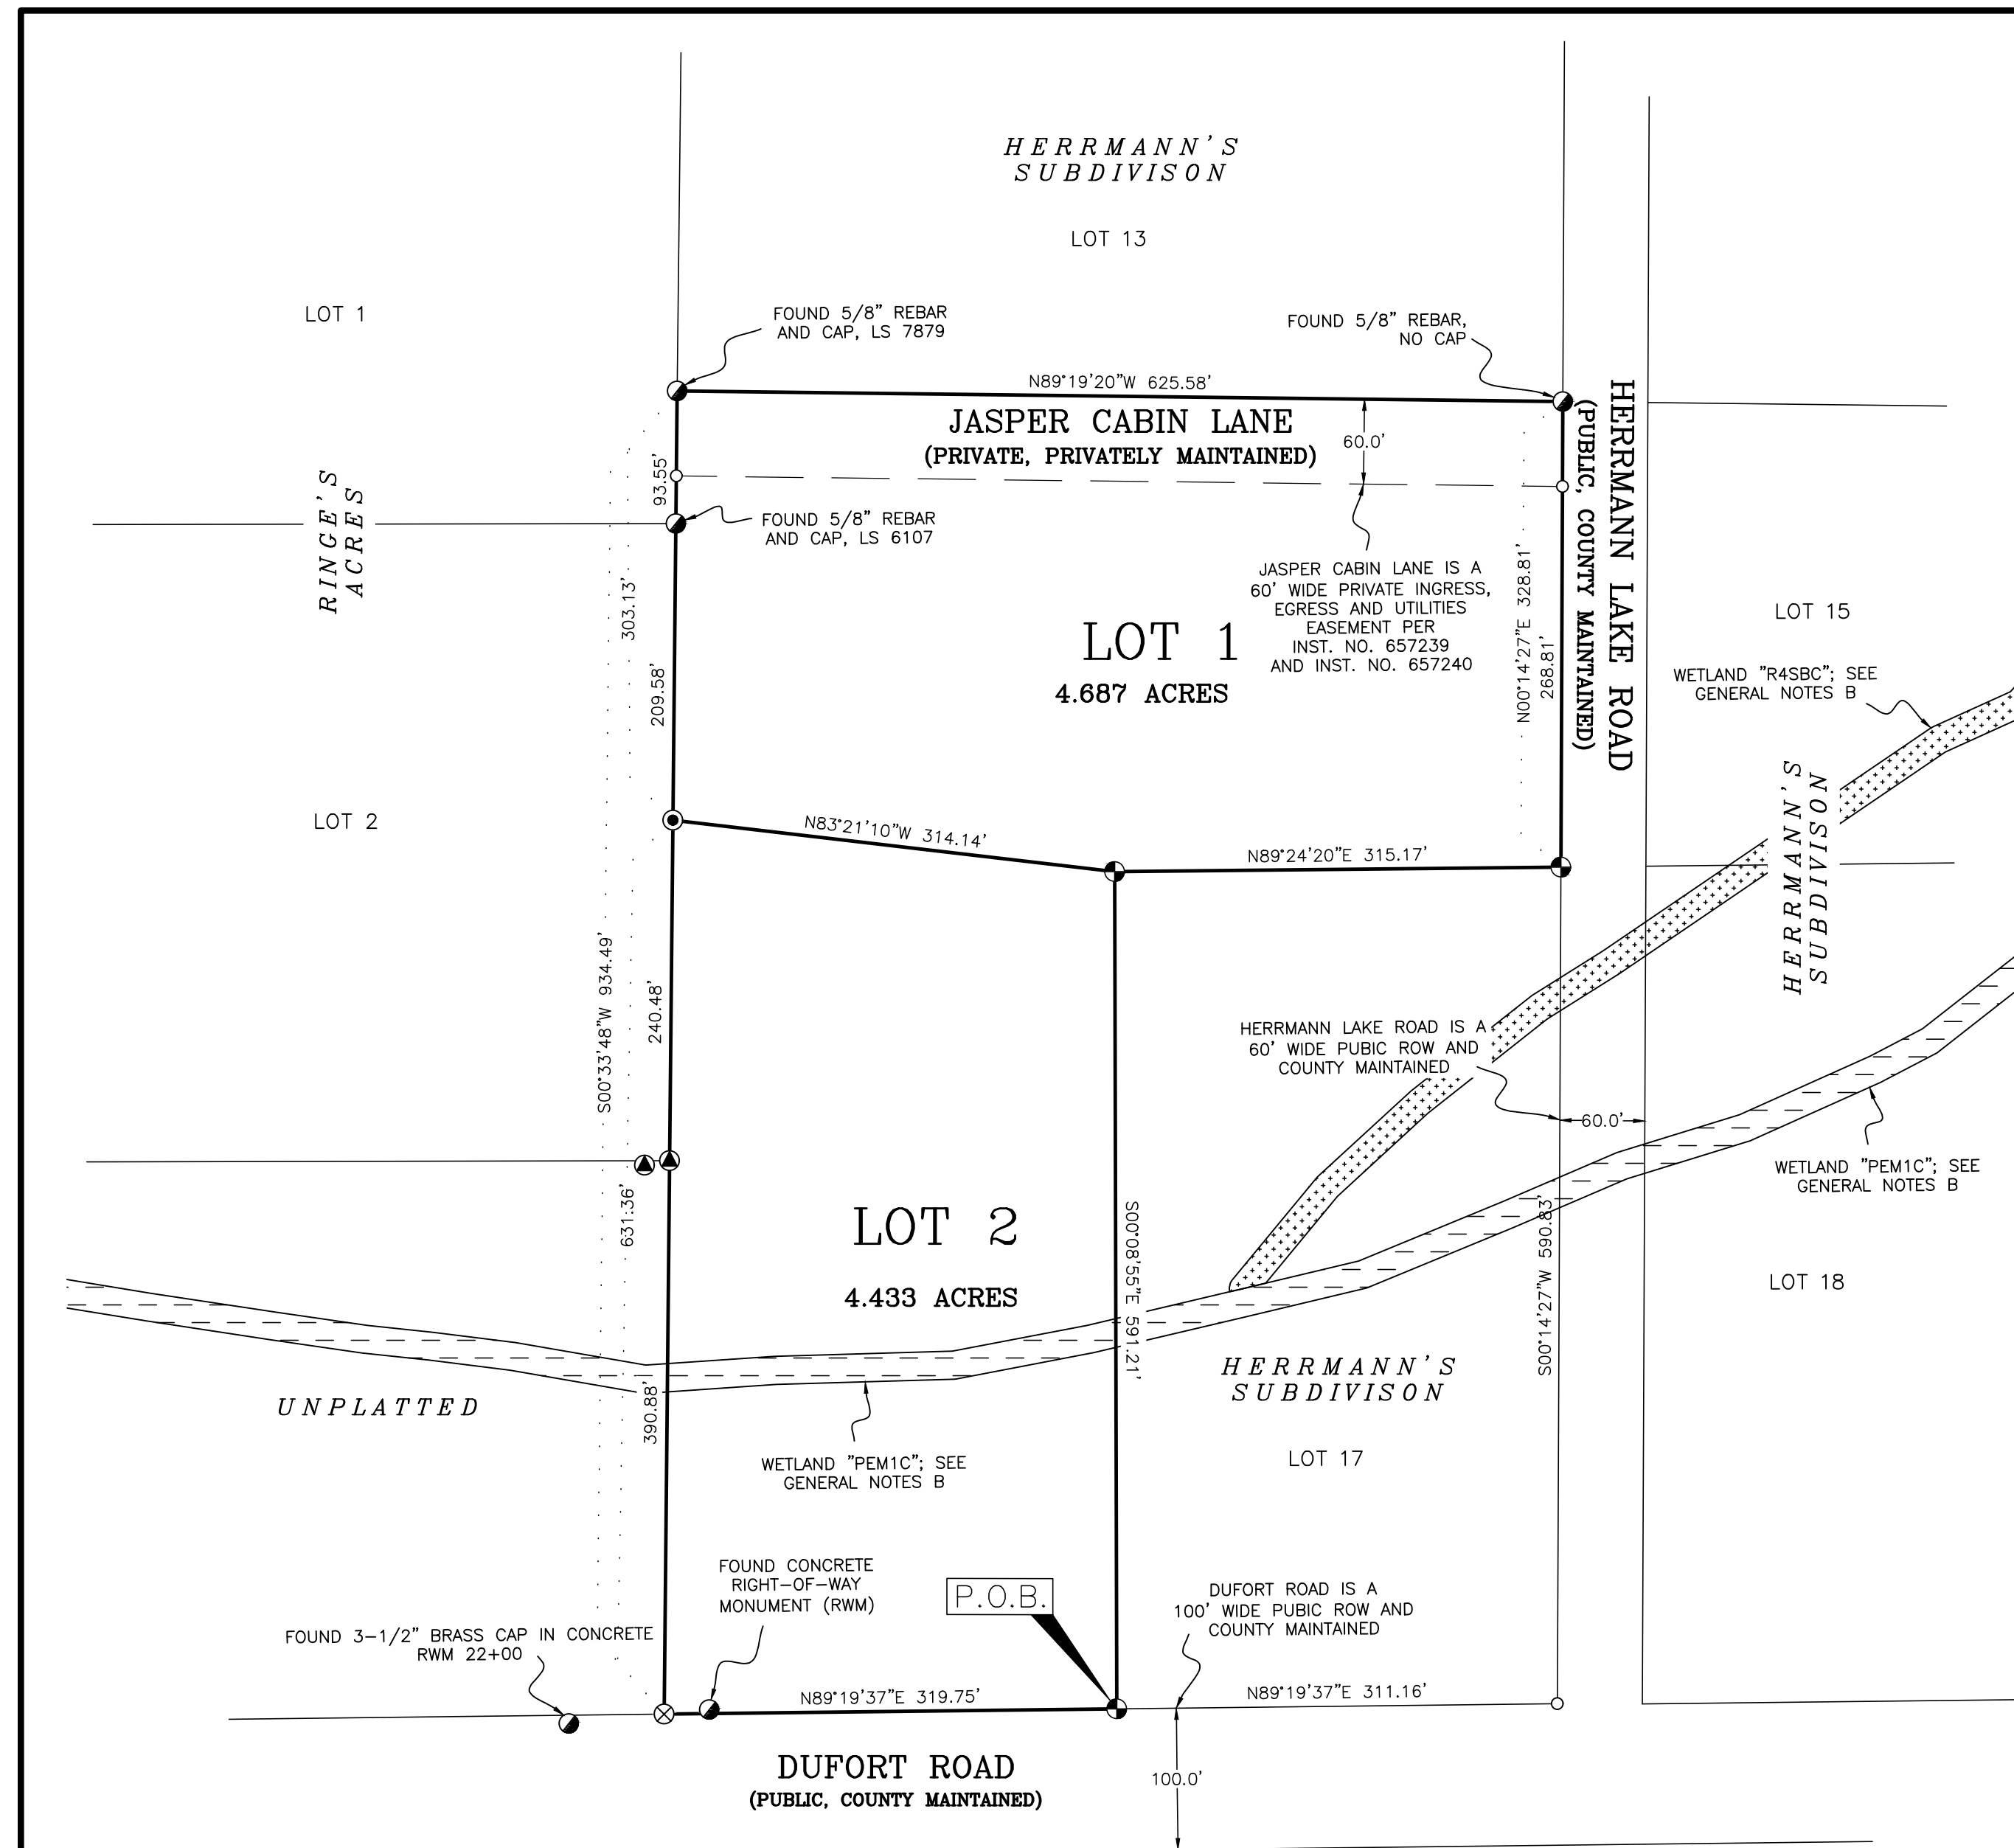 HERRMANN'S
SUBDIVISON
LOT 13
LOT 1
FOUND 5/8" REBAR
AND CAP, LS 7879
FOUND 5/8" REBAR,
NO CAP
N89°19'20"W 625.58'
JASPER CABIN LANE
(PRIVATE, PRIVATELY MAINTAINED)
60.0'
HERRMANN LAKE ROAD
(PUBLIC, COUNTY MAINTAINED)
93.55'
FOUND 5/8" REBAR
AND CAP, LS 6107
RINGE'S
ACRES
JASPER CABIN LANE IS A
60' WIDE PRIVATE INGRESS,
EGRESS AND UTILITIES
EASEMENT PER
INST. NO. 657239
AND INST. NO. 657240
N00°14'27"E 328.81'
268.81'
303.13'
209.58'
LOT 1
4.687 ACRES
LOT 15
WETLAND "R4SBC"; SEE
GENERAL NOTES B
LOT 2
N83°21'10"W 314.14'
N89°24'20"E 315.17'
HERRMANN'S
SUBDIVISON
S00°33'48"W 934.49'
240.48'
HERRMANN LAKE ROAD IS A
60' WIDE PUBIC ROW AND
COUNTY MAINTAINED
60.0'
WETLAND "PEM1C"; SEE
GENERAL NOTES B
631.36'
LOT 2
4.433 ACRES
S00°08'55"E 591.21'
S00°14'27"W 590.83'
LOT 18
HERRMANN'S
SUBDIVISON
UNPLATTED
390.88'
LOT 17
WETLAND "PEM1C"; SEE
GENERAL NOTES B
FOUND CONCRETE
RIGHT-OF-WAY
MONUMENT (RWM)
P.O.B.
DUFORT ROAD IS A
100' WIDE PUBIC ROW AND
COUNTY MAINTAINED
FOUND 3-1/2" BRASS CAP IN CONCRETE
RWM 22+00
N89°19'37"E 319.75'
N89°19'37"E 311.16'
DUFORT ROAD
(PUBLIC, COUNTY MAINTAINED)
100.0'